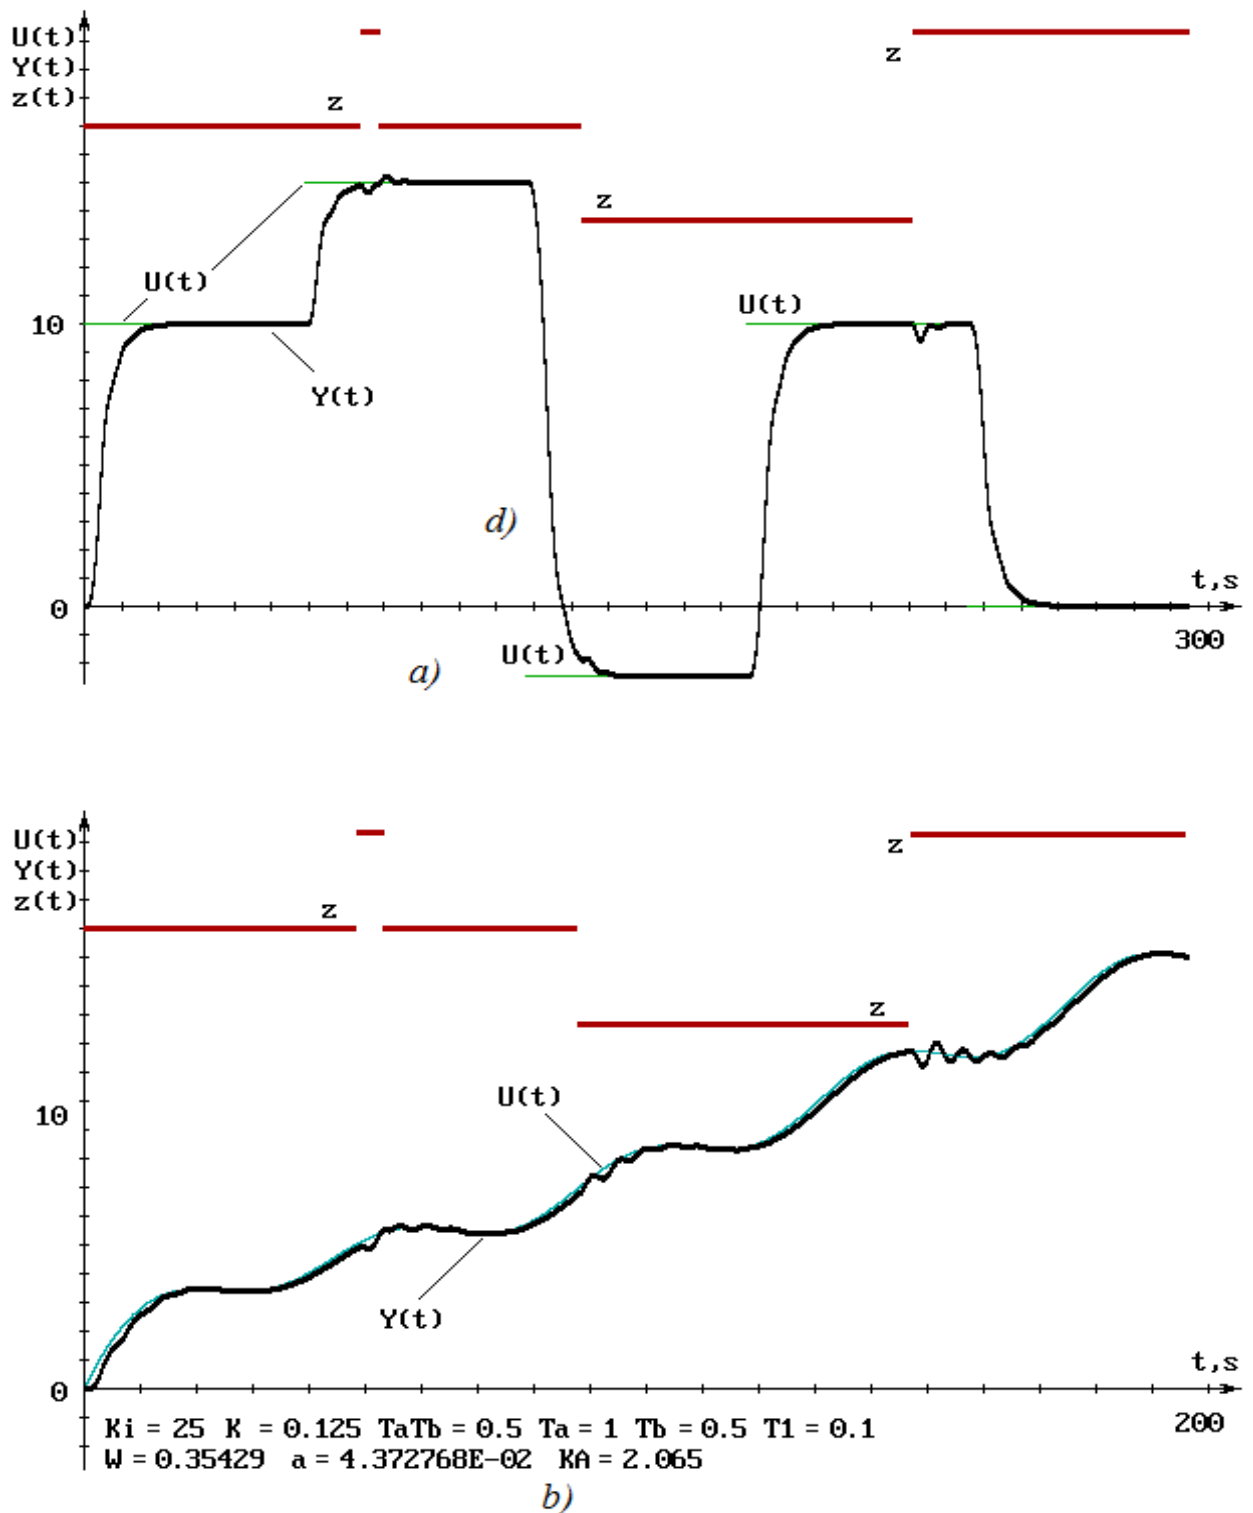 U(t)
Y(t)
z(t)
z
z
z
U(t)
10
U(t)
Y(t)
d)
0
t,s
300
U(t)
a)
U(t)
Y(t)
z(t)
z
z
z
10
U(t)
Y(t)
t,s
0
200
Ki = 25 K = 0.125 TaTb = 0.5 Ta = 1 Tb = 0.5 T1 = 0.1
W = 0.35429 a = 4.372768E-02 KA = 2.065
b)